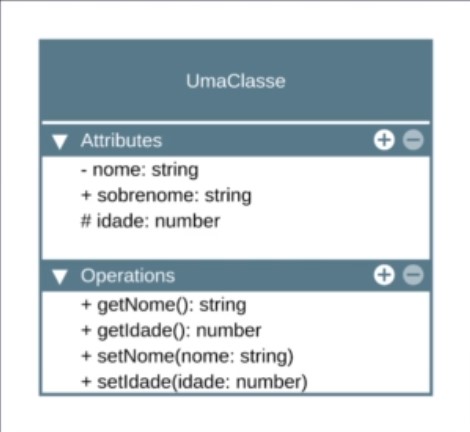 UmaClasse
Attributes
- nome: string
+ sobrenome: string
# idade: number
Operations
+ getNome(): string
+ getIdade(): number
+ setNome(nome: string)
+ setIdade(idade: number)